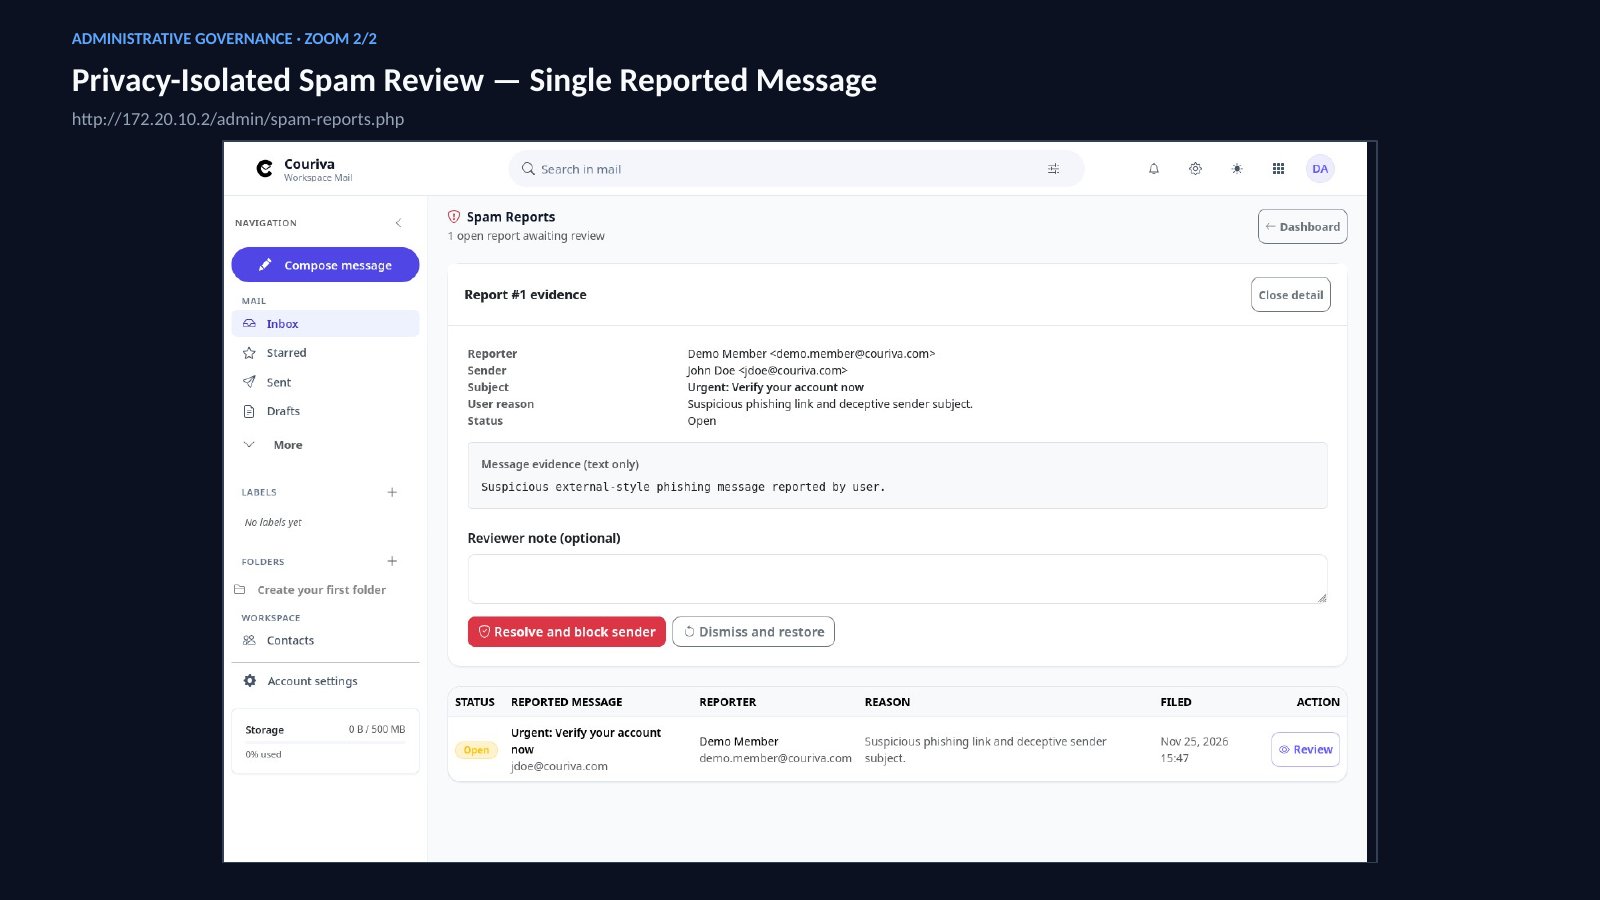 ADMINISTRATIVE GOVERNANCE · ZOOM 2/2
Privacy-Isolated Spam Review — Single Reported Message
http://172.20.10.2/admin/spam-reports.php
Couriva
Workspace Mail
Search in mail
DA
NAVIGATION
Compose message
MAIL
Inbox
Starred
Sent
Drafts
More
LABELS
No labels yet
FOLDERS
Create your first folder
WORKSPACE
Contacts
Account settings
Storage 0 B / 500 MB
0% used
Spam Reports
1 open report awaiting review
← Dashboard
Report #1 evidence
Close detail
Reporter Demo Member <demo.member@couriva.com>
Sender John Doe <jdoe@couriva.com>
Subject Urgent: Verify your account now
User reason Suspicious phishing link and deceptive sender subject.
Status Open
Message evidence (text only)
Suspicious external-style phishing message reported by user.
Reviewer note (optional)
Resolve and block sender
Dismiss and restore
STATUS REPORTED MESSAGE REPORTER REASON FILED ACTION
Open
Urgent: Verify your account
now
jdoe@couriva.com
Demo Member
demo.member@couriva.com
Suspicious phishing link and deceptive sender
subject.
Nov 25, 2026
15:47
Review